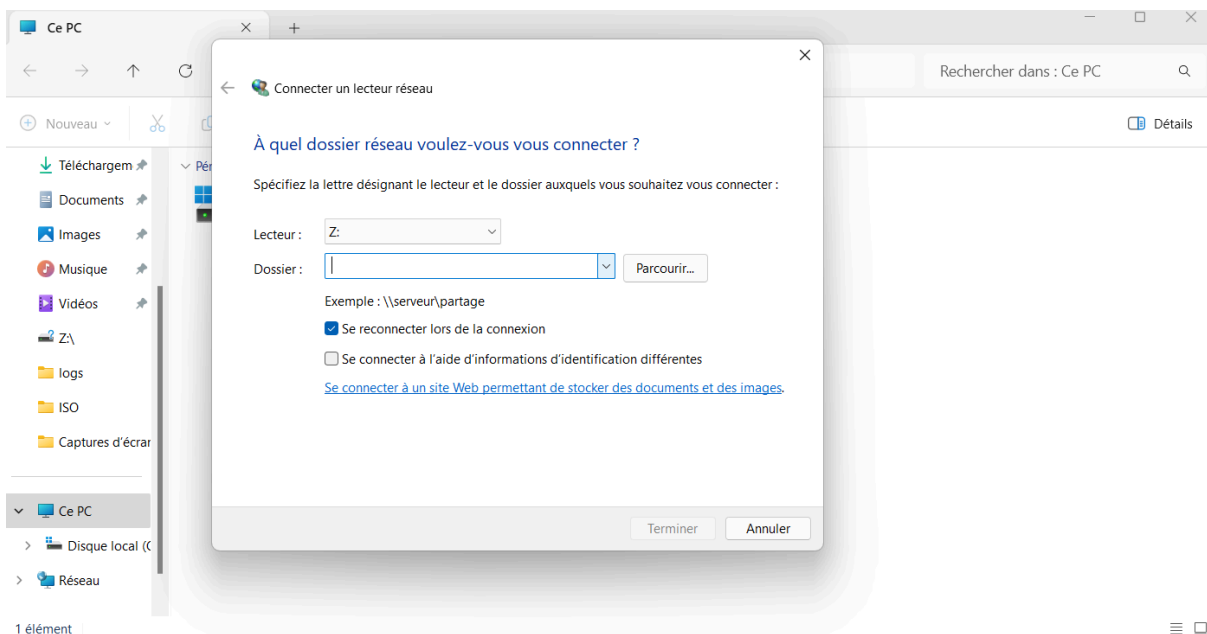 Ce PC
Rechercher dans : Ce PC
Nouveau
Détails
Téléchargem
Documents
Images
Musique
Vidéos
Z:\
logs
ISO
Captures d'écrar
Ce PC
Disque local (C
Réseau
1 élément
Pér
Connecter un lecteur réseau
À quel dossier réseau voulez-vous vous connecter ?
Spécifiez la lettre désignant le lecteur et le dossier auxquels vous souhaitez vous connecter :
Lecteur : Z:
Dossier : Parcourir...
Exemple : \\serveur\partage
Se reconnecter lors de la connexion
Se connecter à l'aide d'informations d'identification différentes
Se connecter à un site Web permettant de stocker des documents et des images.
Terminer Annuler